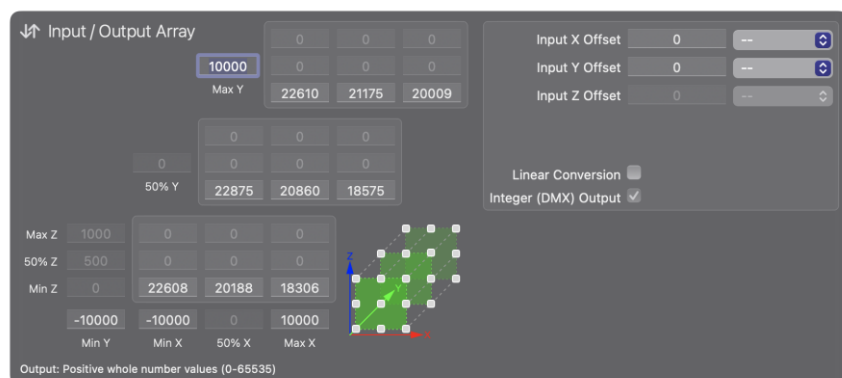 Input / Output Array
0 0 0
10000 0 0 0
Max Y 22610 21175 20009
0 0 0
0 0 0 0
50% Y 22875 20860 18575
Max Z 1000 0 0 0
50% Z 500 0 0 0
Min Z 0 22608 20188 18306
-10000 -10000 0 10000
Min Y Min X 50% X Max X
Output: Positive whole number values (0-65535)
Z
Y
X
Input X Offset 0 --
Input Y Offset 0 --
Input Z Offset 0 --
Linear Conversion
Integer (DMX) Output